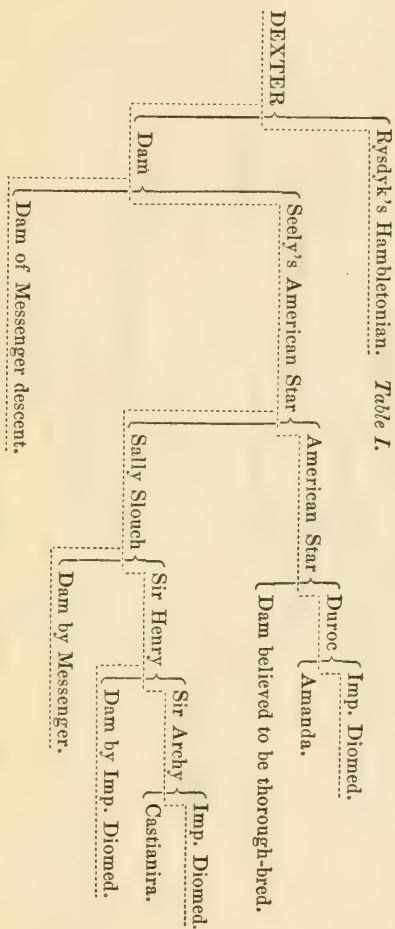 Table I.
DEXTER
Rysdyk's Hambletonian.
Dam
Seely's American Star
Dam of Messenger descent.
American Star
Sally Slouch
Duroc
Dam believed to be thorough-bred.
Sir Henry
Dam by Messenger.
Imp. Diomed.
Amanda.
Sir Archy
Dam by Imp. Diomed.
Imp. Diomed.
Castianira.